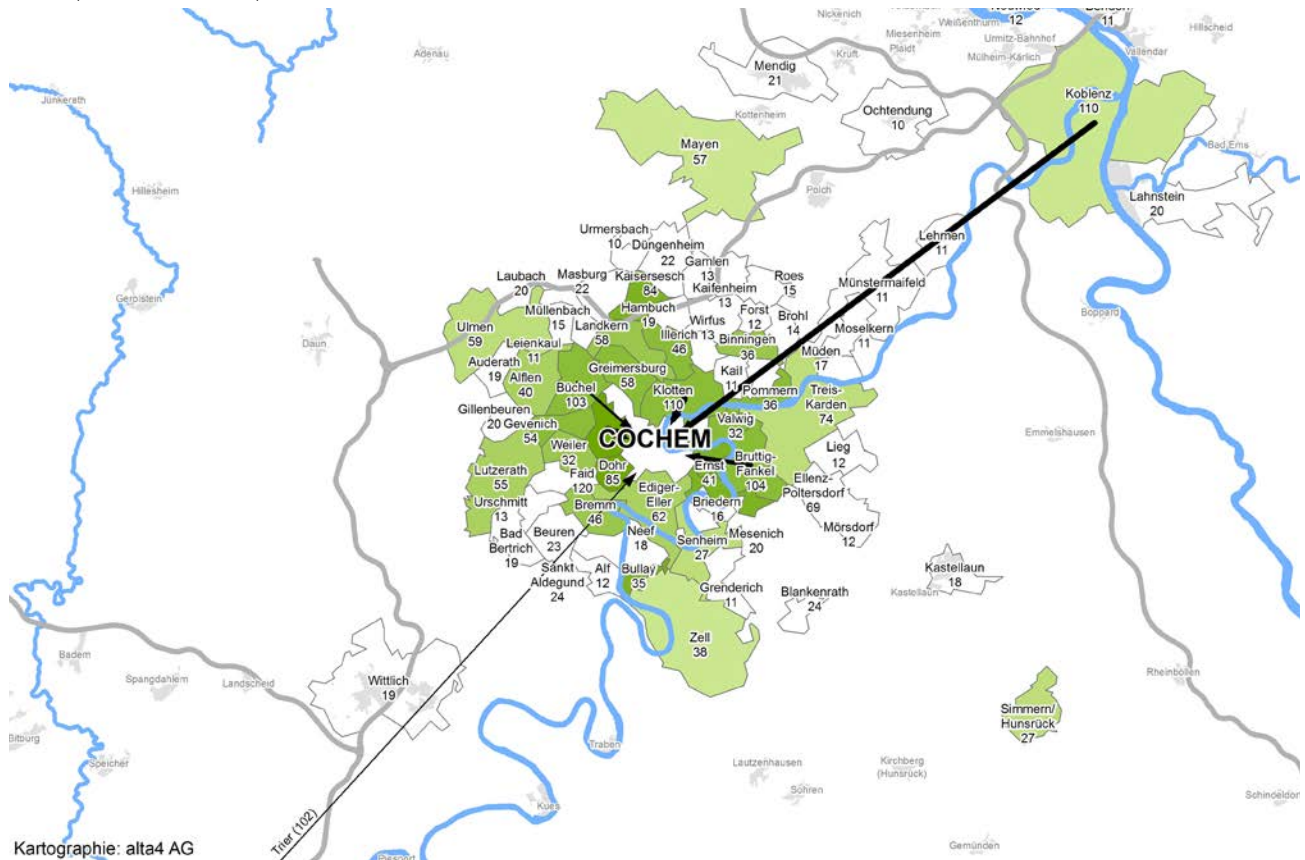 Nickenich
Neuwied
12
Weißenthurm
Bendorf
11
Hillscheid
Adenau
Miesenheim
Plaidt
Urmitz-Bahnhof
Kruft
Mülheim-Kärlich
Vallendar
Mendig
21
Jünkerath
Kottenheim
Ochtendung
10
Koblenz
110
Mayen
57
Bad Ems
Hillesheim
Polch
Lahnstein
20
Urmersbach
10
Düngenheim
22
Gamlen
13
Lehmen
11
Laubach
20
Masburg
22
Kaisersesch
84
Kaifenheim
13
Roes
15
Münstermaifeld
11
Gerolstein
Müllenbach
15
Hambuch
19
Forst
12
Brohl
14
Boppard
Ulmen
59
Landkern
58
Wirfus
13
Moselkern
11
Daun
Leienkaul
11
Illerich
46
Binningen
36
Müden
17
Auderath
19
Greimersburg
58
Kail
11
Alflen
40
Büchel
103
Klotten
110
Pommern
36
Treis-
Karden
74
Gillenbeuren
20
Gevenich
54
COCHEM
Valwig
32
Emmelshausen
Weiler
32
Bruttig-
Fankel
104
Lieg
12
Lutzerath
55
Dohr
85
Ernst
41
Faid
120
Ediger-
Eller
62
Ellenz-
Poltersdorf
69
Urschmitt
13
Bremm
46
Briedern
16
Mörsdorf
12
Bad
Bertrich
19
Beuren
23
Neef
18
Senheim
27
Mesenich
20
Sankt
Aldegund
24
Alf
12
Bullay
35
Grenderich
11
Blankenrath
24
Kastellaun
18
Kastellaun
Zell
38
Badem
Spangdahlem
Landscheid
Wittlich
19
Rheinböllen
Simmern/
Hunsrück
27
Bitburg
Speicher
Traben
Lautzenhausen
Kirchberg
(Hunsrück)
Sohren
Kues
Trier (102)
Gemünden
Kartographie: alta4 AG
Piesport